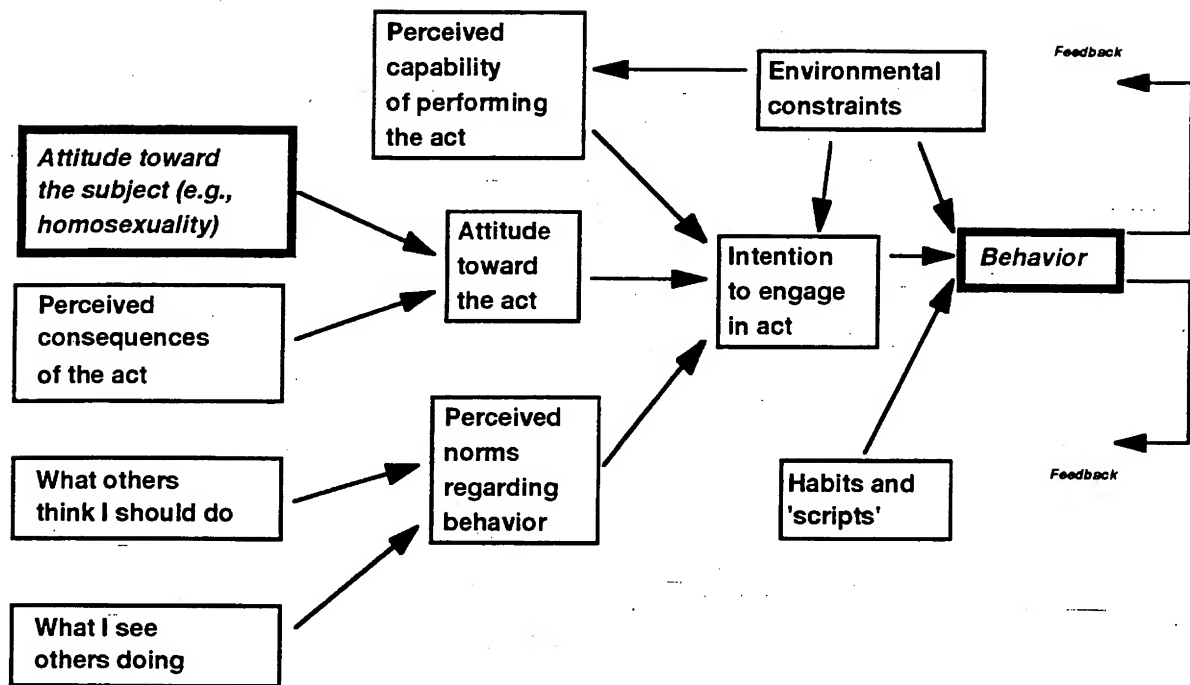 Perceived
capability
of performing
the act
Environmental
constraints
Feedback
Attitude toward
the subject (e.g.,
homosexuality)
Attitude
toward
the act
Intention
to engage
in act
Behavior
Perceived
consequences
of the act
Perceived
norms
regarding
behavior
What others
think I should do
Habits and
'scripts'
Feedback
What I see
others doing